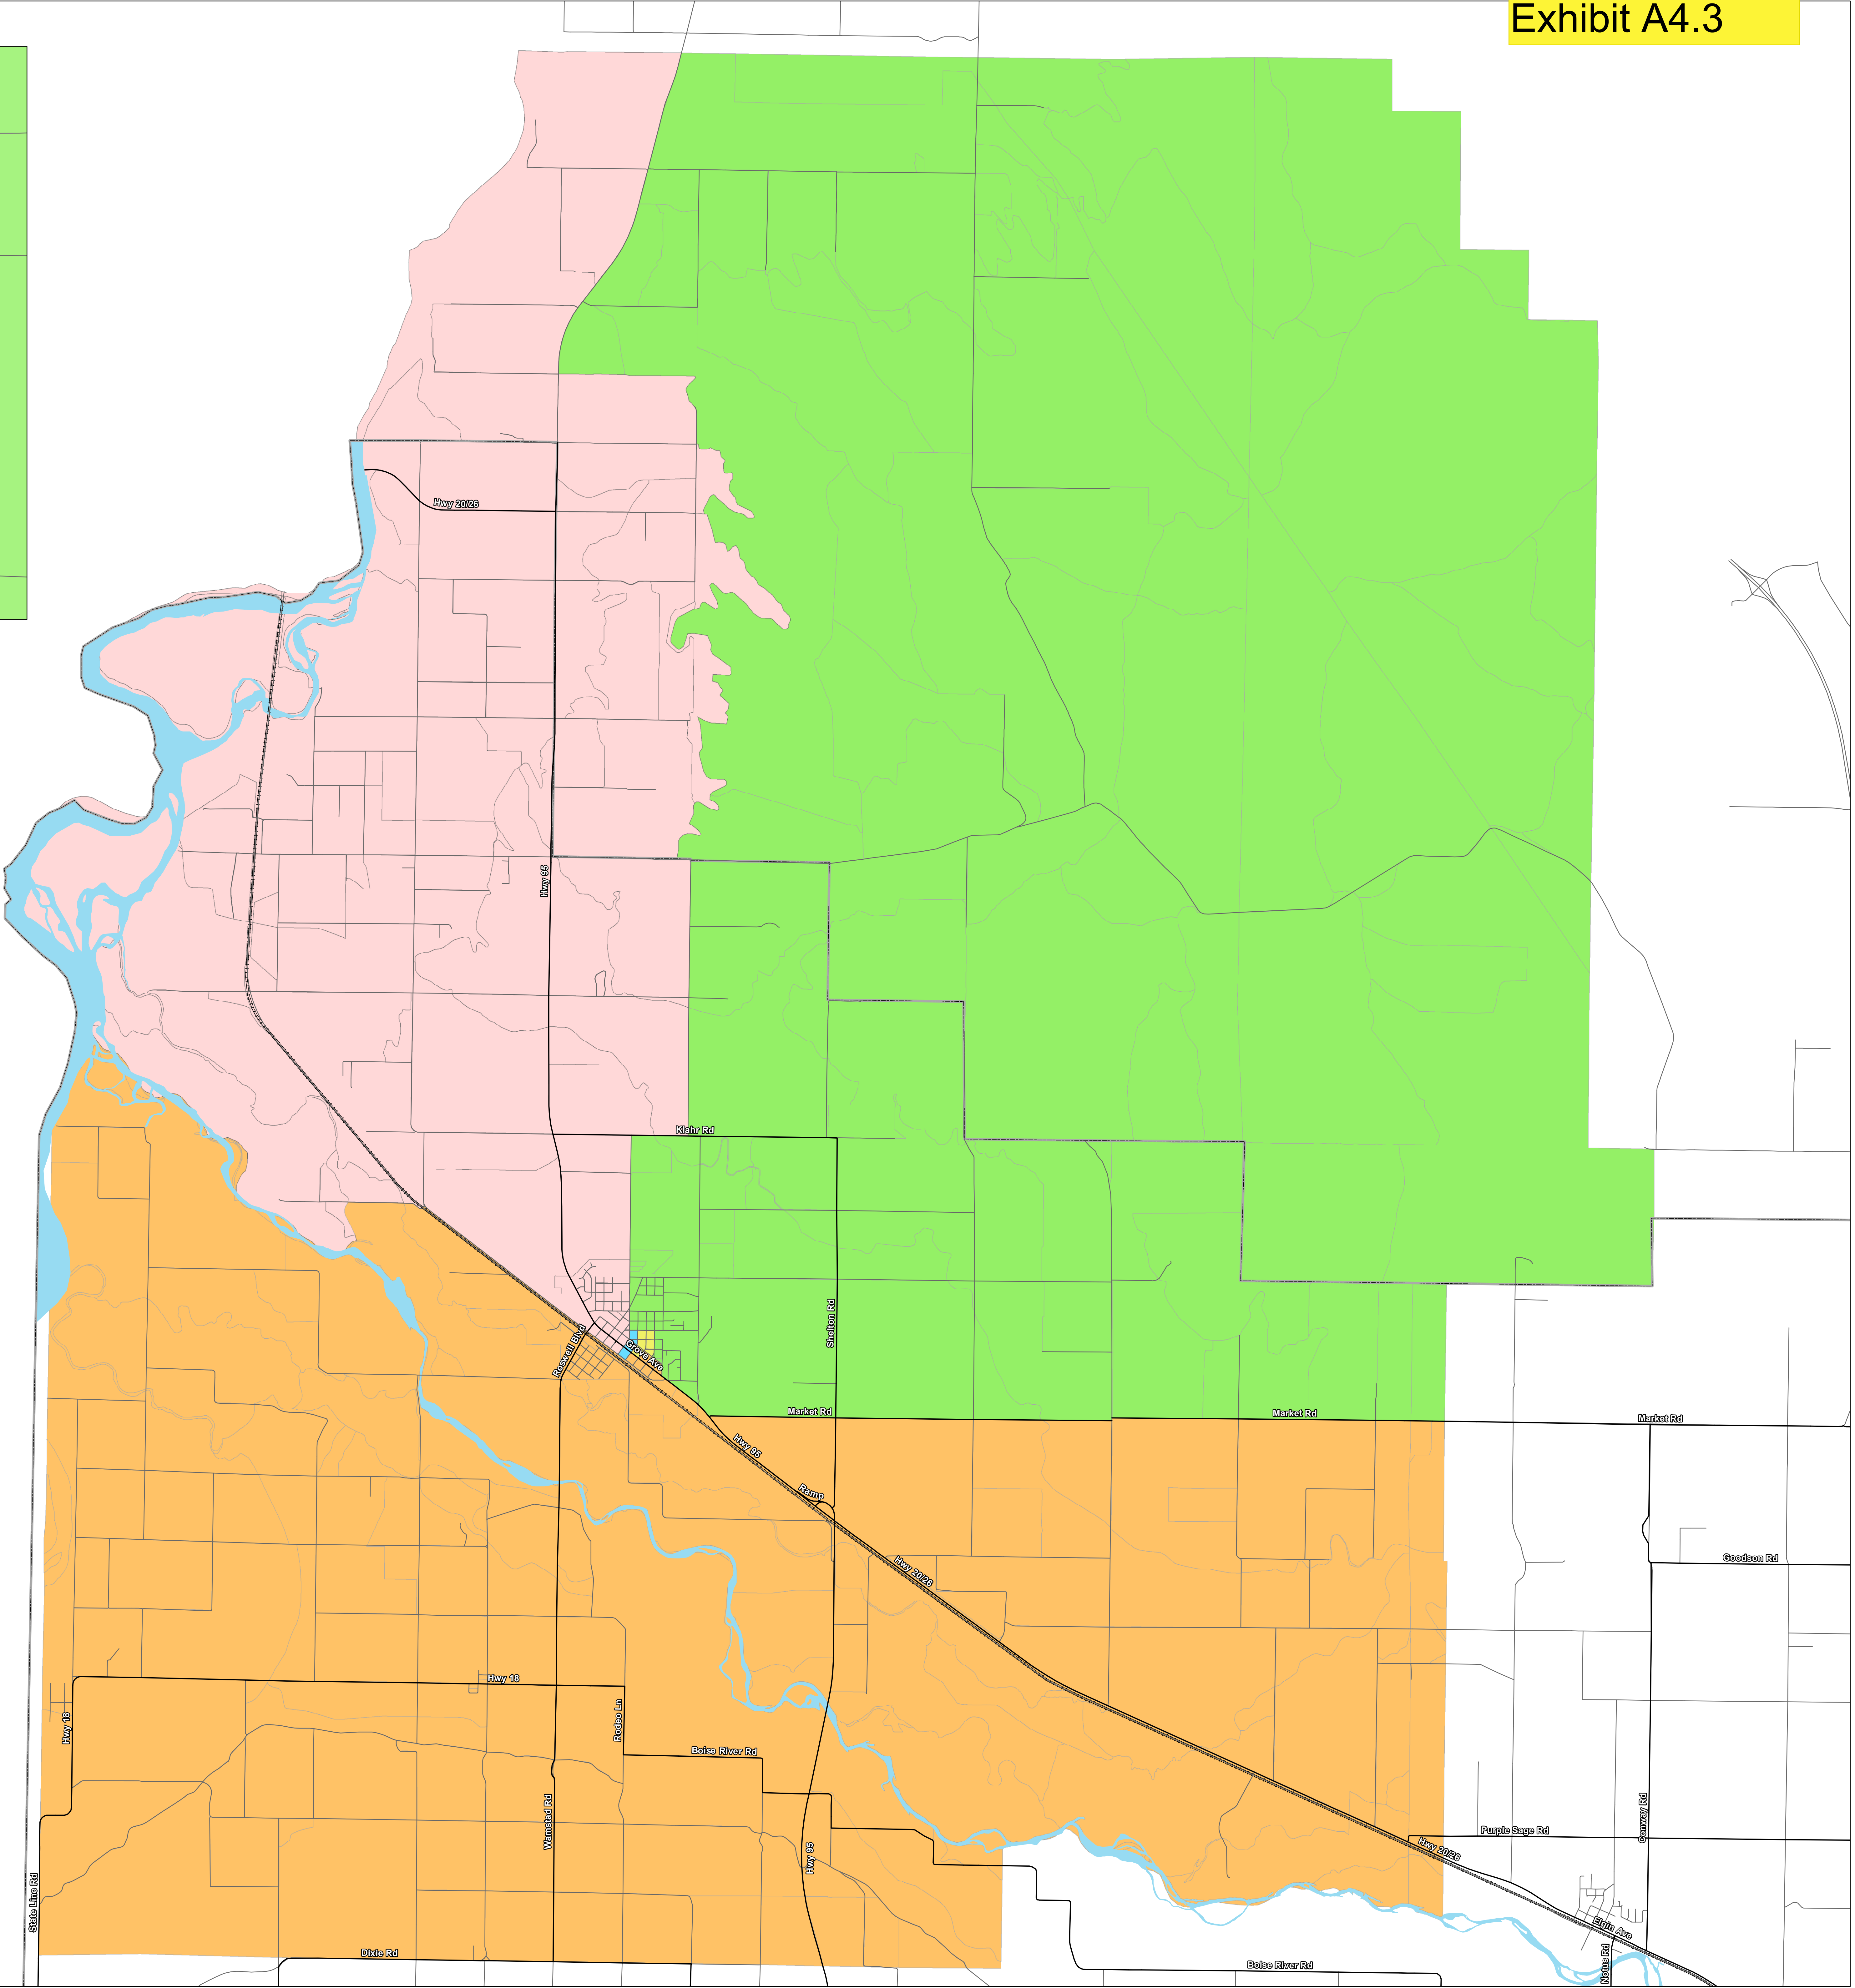 Exhibit A4.3
Hwy 20/26
Hwy 95
Klahr Rd
Shelton Rd
Roswell Blvd
Grove Ave
Market Rd
Market Rd
Market Rd
Hwy 95
Ramp
Hwy 20/26
Goodson Rd
Hwy 18
Hwy 18
Rodeo Ln
Boise River Rd
Wamstad Rd
Hwy 95
Conway Rd
Purple Sage Rd
Hwy 20/26
State Line Rd
Elgin Ave
Dixie Rd
Notus Rd
Boise River Rd